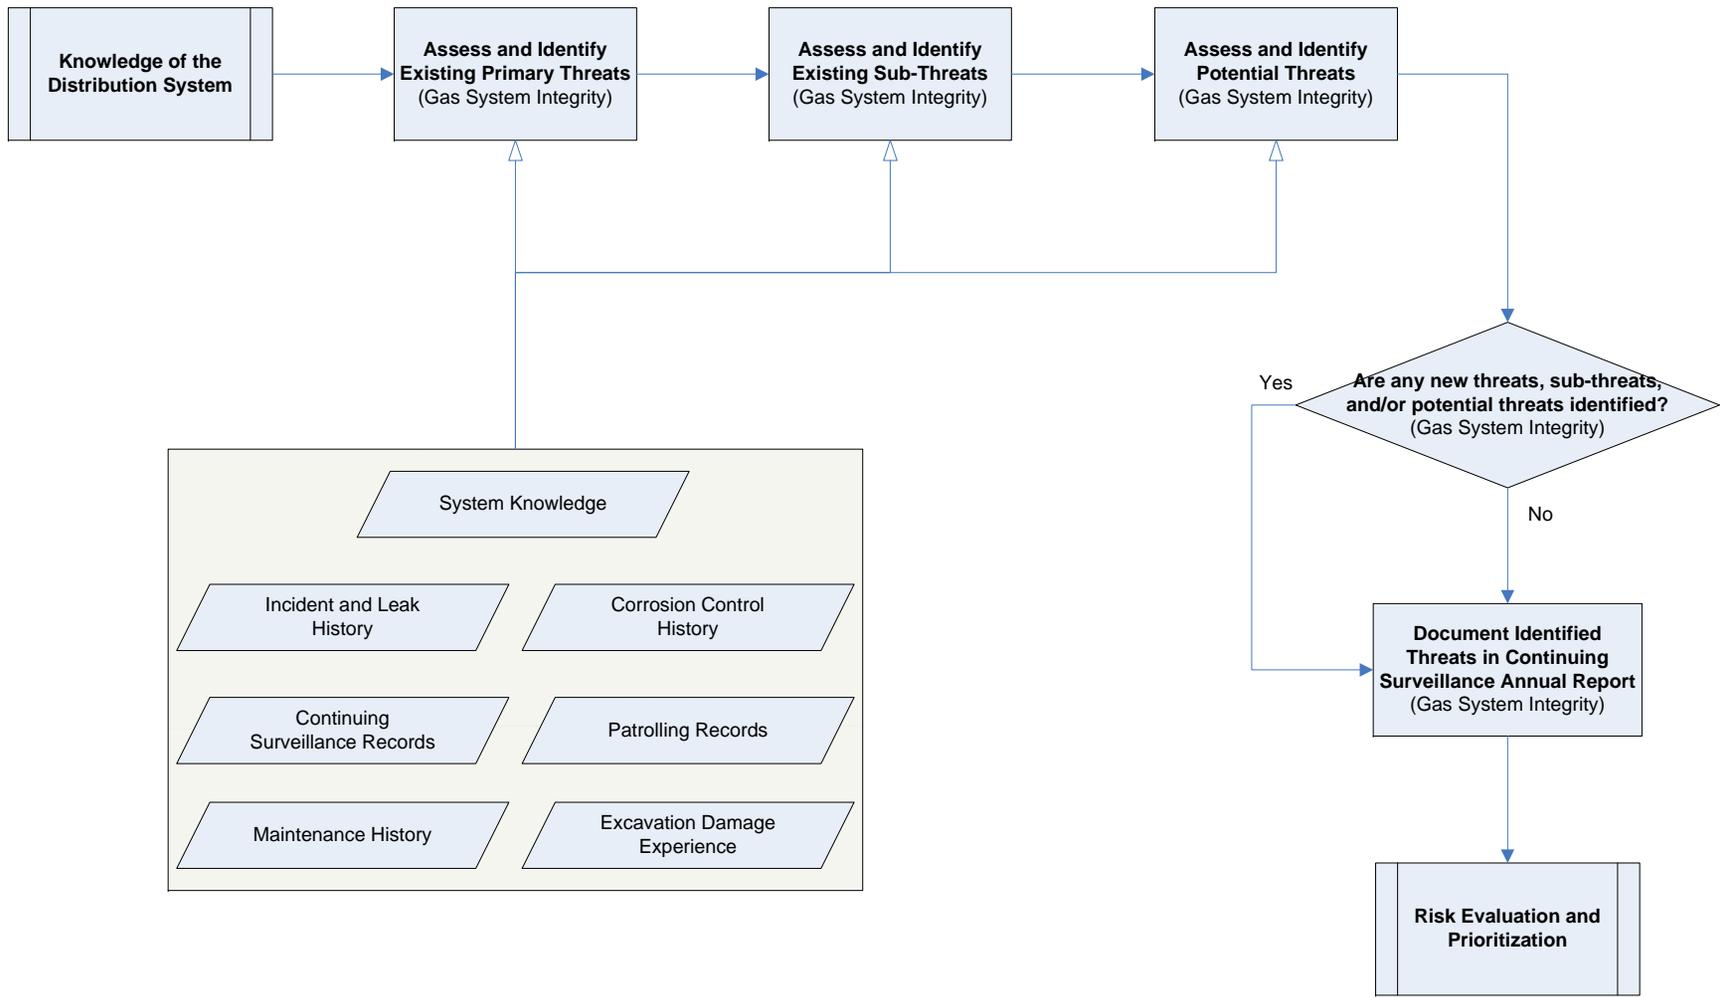 Knowledge of the
Distribution System
Assess and Identify
Existing Primary Threats
(Gas System Integrity)
Assess and Identify
Existing Sub-Threats
(Gas System Integrity)
Assess and Identify
Potential Threats
(Gas System Integrity)
Yes
Are any new threats, sub-threats,
and/or potential threats identified?
(Gas System Integrity)
No
System Knowledge
Incident and Leak
History
Corrosion Control
History
Continuing
Surveillance Records
Patrolling Records
Maintenance History
Excavation Damage
Experience
Document Identified
Threats in Continuing
Surveillance Annual Report
(Gas System Integrity)
Risk Evaluation and
Prioritization